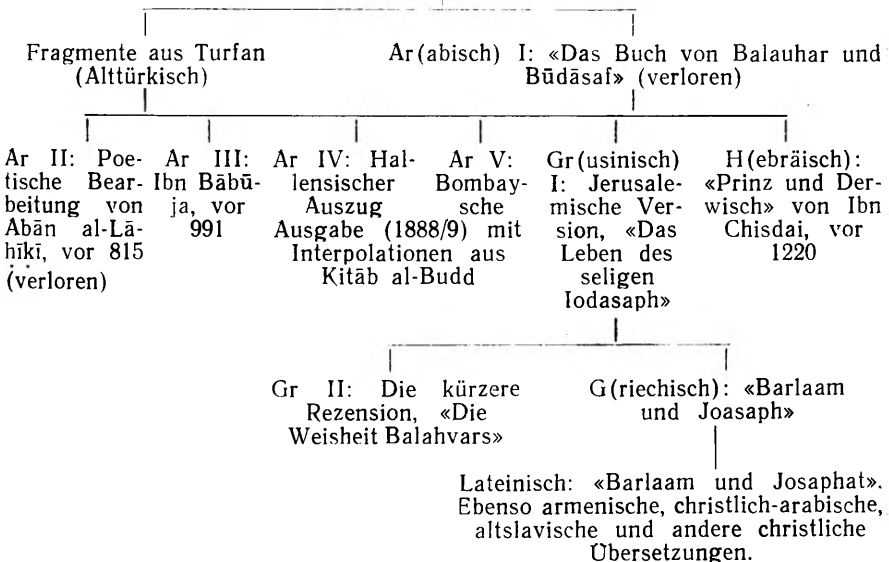 Fragmente aus Turfan
(Alttürkisch)
Ar(abisch) I: «Das Buch von Balauhar und
Būdāsaf» (verloren)
Ar II: Poe-
tische Bear-
beitung von
Abān al-Lā-
ḥīḳī, vor 815
(verloren)
Ar III:
Ibn Bābū-
ja, vor
991
Ar IV: Hal-
lensischer
Auszug
Ar V:
Bombay-
sche
Ausgabe (1888/9) mit
Interpolationen aus
Kitāb al-Budd
Gr(usinisch)
I: Jerusale-
mische Ver-
sion, «Das
Leben des
seligen
Iodasaph»
H(ebräisch):
«Prinz und Der-
wisch» von Ibn
Chisdai, vor
1220
Gr II: Die kürzere
Rezension, «Die
Weisheit Balahvars»
G(riechisch): «Barlaam
und Joasaph»
Lateinisch: «Barlaam und Josaphat».
Ebenso armenische, christlich-arabische,
altslavische und andere christliche
Übersetzungen.